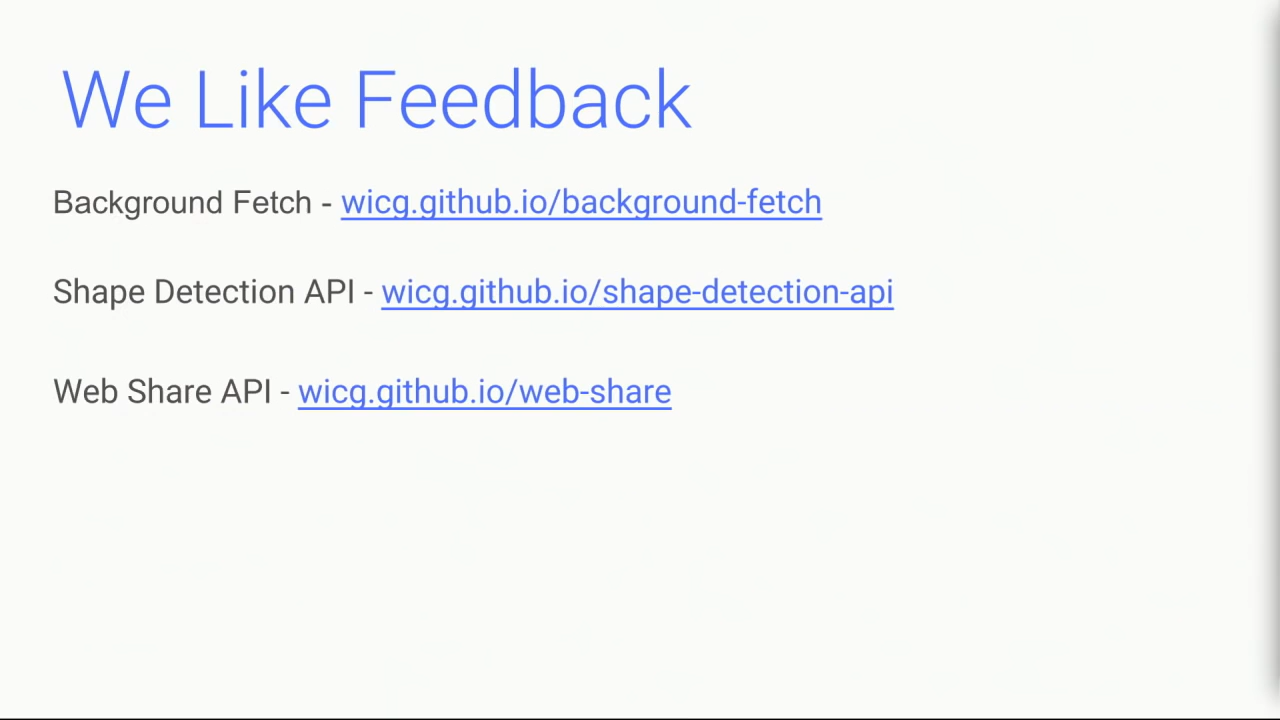 We Like Feedback
Background Fetch - wicg.github.io/background-fetch
Shape Detection API - wicg.github.io/shape-detection-api
Web Share API - wicg.github.io/web-share